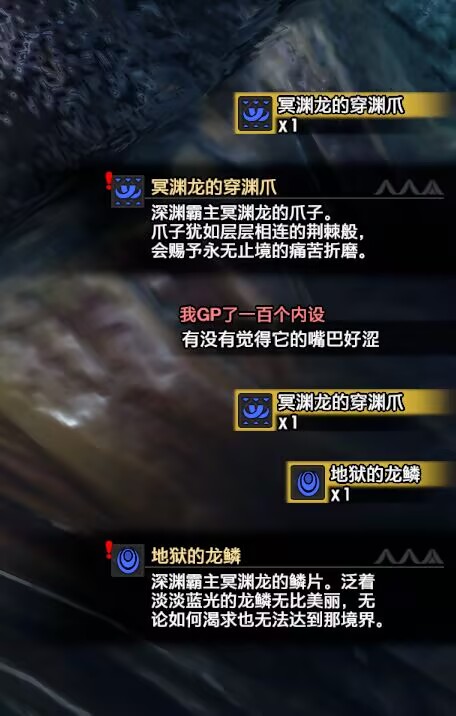 冥渊龙的穿渊爪
x1
冥渊龙的穿渊爪
深渊霸主冥渊龙的爪子。
爪子犹如层层相连的荆棘般，
会赐予永无止境的痛苦折磨。
我GP了一百个内设
有没有觉得它的嘴巴好涩
冥渊龙的穿渊爪
x1
地狱的龙鳞
x1
地狱的龙鳞
深渊霸主冥渊龙的鳞片。泛着
淡淡蓝光的龙鳞无比美丽，无
论如何渴求也无法达到那境界。